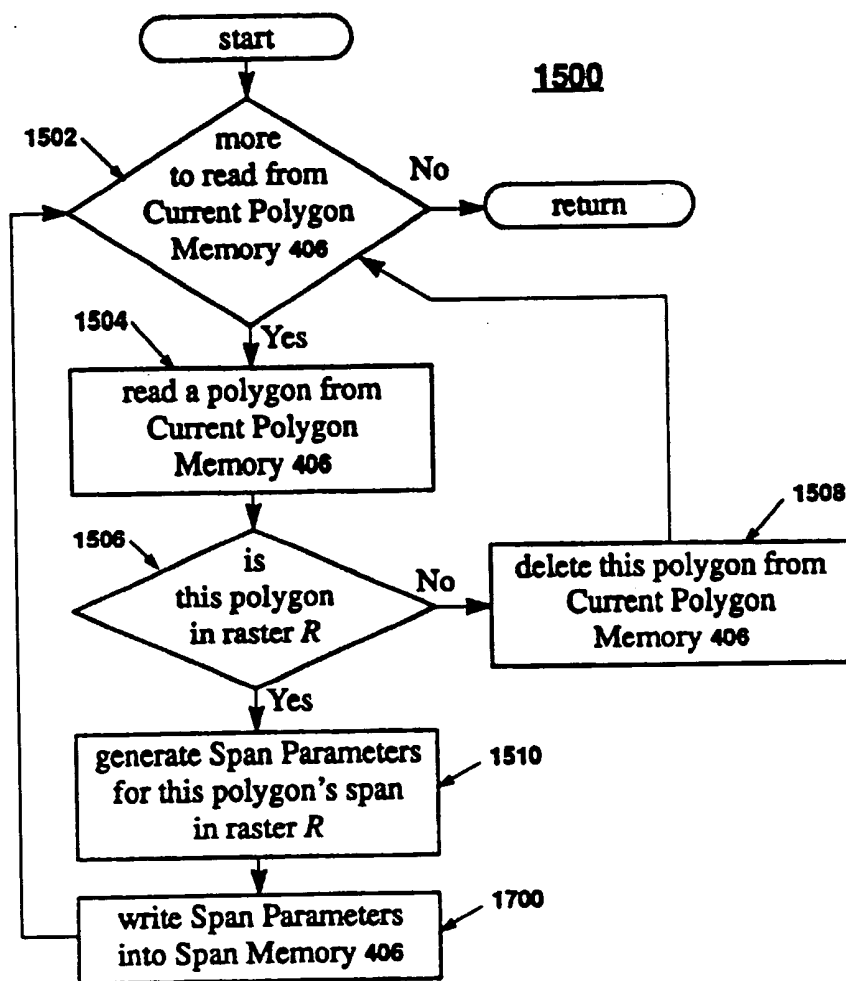 start
1500
1502
more
to read from
Current Polygon
Memory 406
No
return
Yes
1504
read a polygon from
Current Polygon
Memory 406
1506
is
this polygon
in raster R
No
1508
delete this polygon from
Current Polygon
Memory 406
Yes
generate Span Parameters
for this polygon's span
in raster R
1510
write Span Parameters
into Span Memory 406
1700